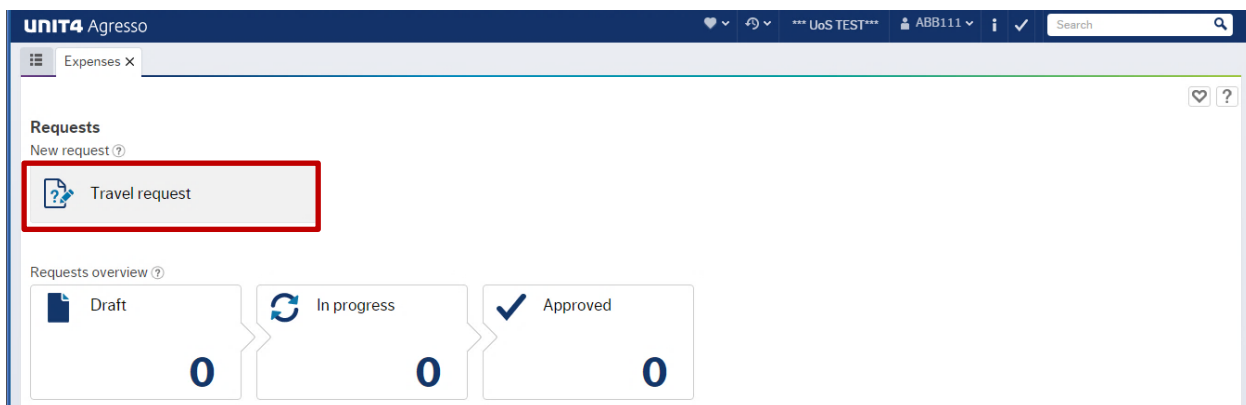 UNIT4 Agresso *** UoS TEST*** ABB111 i Search
Expenses X
?
Requests
New request ?
? Travel request
Requests overview ?
Draft In progress Approved
0 0 0